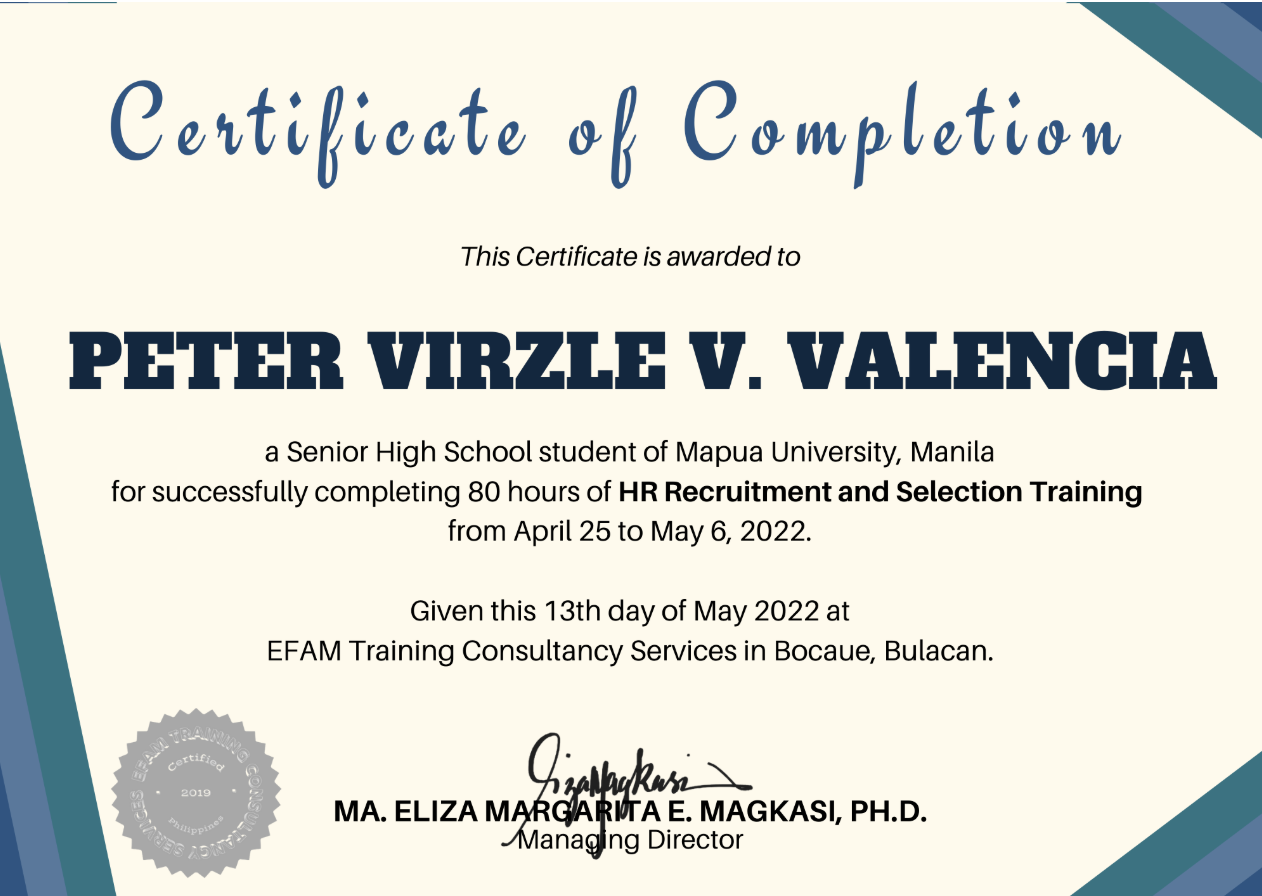 Certificate of Completion
This Certificate is awarded to
PETER VIRZLE V. VALENCIA
a Senior High School student of Mapua University, Manila
for successfully completing 80 hours of HR Recruitment and Selection Training
from April 25 to May 6, 2022.
Given this 13th day of May 2022 at
EFAM Training Consultancy Services in Bocaue, Bulacan.
EFAM TRAINING CONSULTANCY SERVICES
Certified
2019
Philippines
MA. ELIZA MARGARITA E. MAGKASI, PH.D.
Managing Director